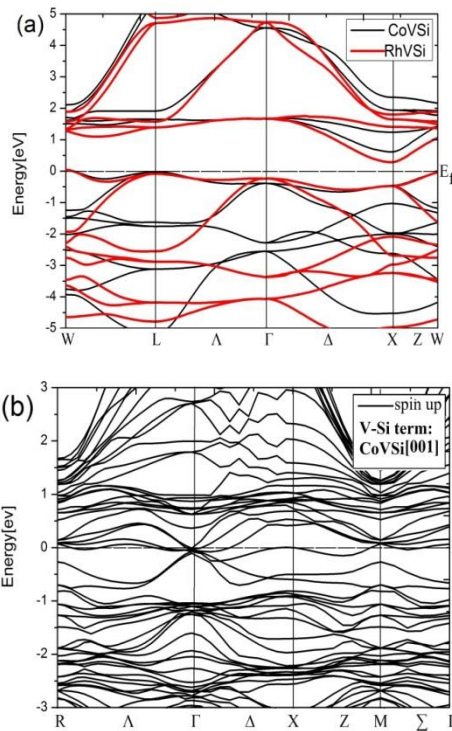 (a)
CoVSi
RhVSi
Energy[eV]
5
4
3
2
1
0
-1
-2
-3
-4
-5
E_f
W L Λ Γ Δ X Z W
(b)
spin up
V-Si term:
CoVSi[001]
Energy[ev]
3
2
1
0
-1
-2
-3
R Λ Γ Δ X Z M Σ Γ